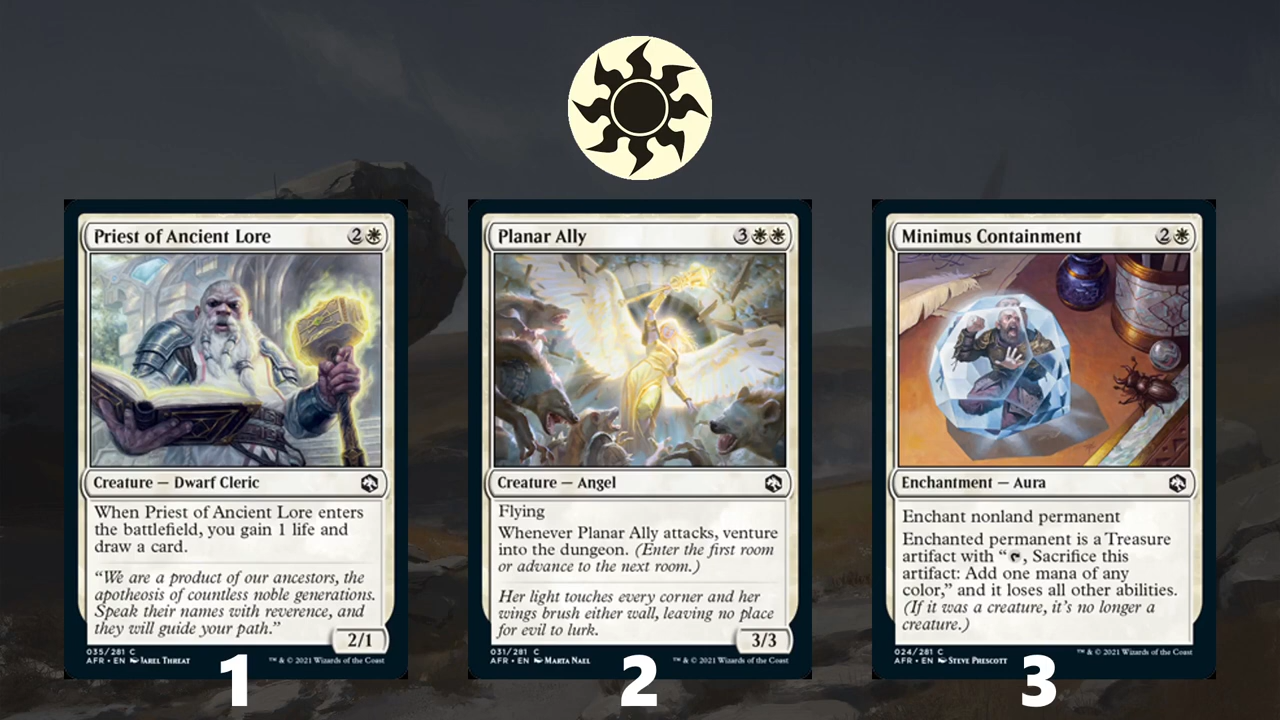 Priest of Ancient Lore 2
Creature — Dwarf Cleric
When Priest of Ancient Lore enters
the battlefield, you gain 1 life and
draw a card.
"We are a product of our ancestors, the
apotheosis of countless noble generations.
Speak their names with reverence, and
they will guide your path."
2/1
035/281 C
AFR • EN Jarel Threat
™ & © 2021 Wizards of the Coast
1
Planar Ally 3
Creature — Angel
Flying
Whenever Planar Ally attacks, venture
into the dungeon. (Enter the first room
or advance to the next room.)
Her light touches every corner and her
wings brush either wall, leaving no place
for evil to lurk.
3/3
031/281 C
AFR • EN Marta Nael
™ & © 2021 Wizards of the Coast
2
Minimus Containment 2
Enchantment — Aura
Enchant nonland permanent
Enchanted permanent is a Treasure
artifact with “, Sacrifice this
artifact: Add one mana of any
color,” and it loses all other abilities.
(If it was a creature, it’s no longer a
creature.)
024/281 C
AFR • EN Steve Prescott
™ & © 2021 Wizards of the Coast
3